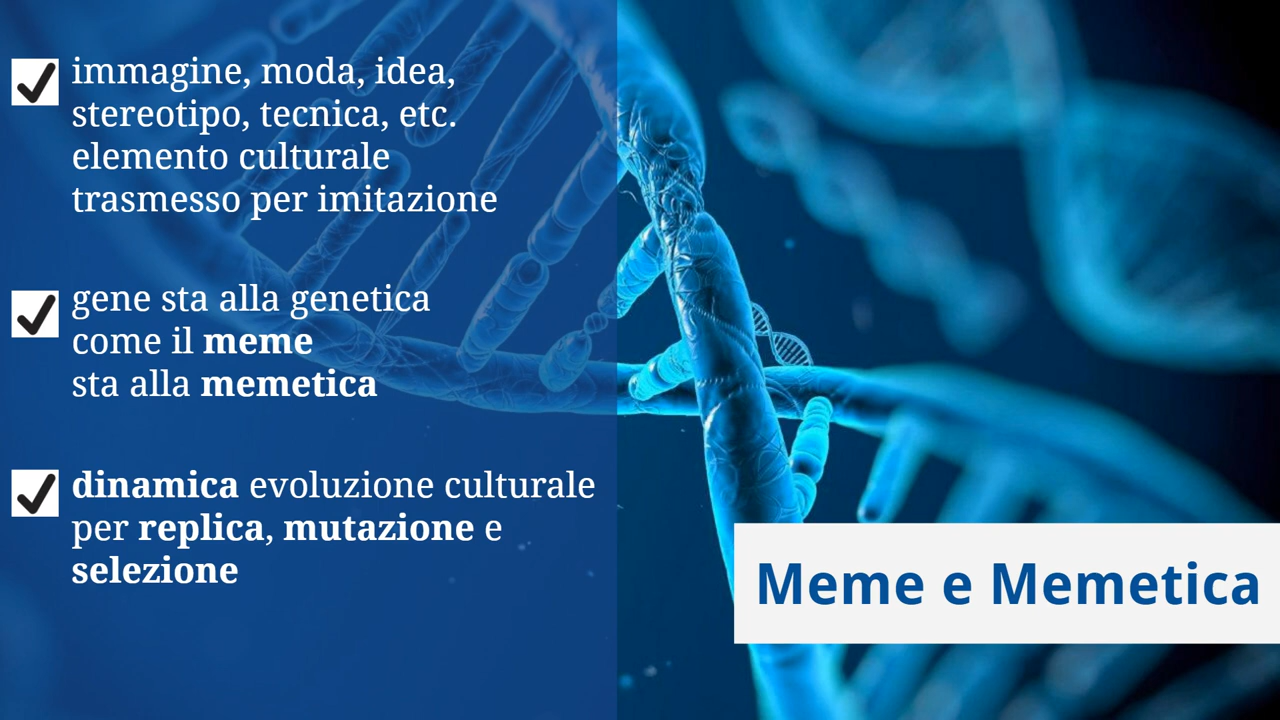 immagine, moda, idea,
stereotipo, tecnica, etc.
elemento culturale
trasmesso per imitazione
gene sta alla genetica
come il meme
sta alla memetica
dinamica evoluzione culturale
per replica, mutazione e
selezione
Meme e Memetica